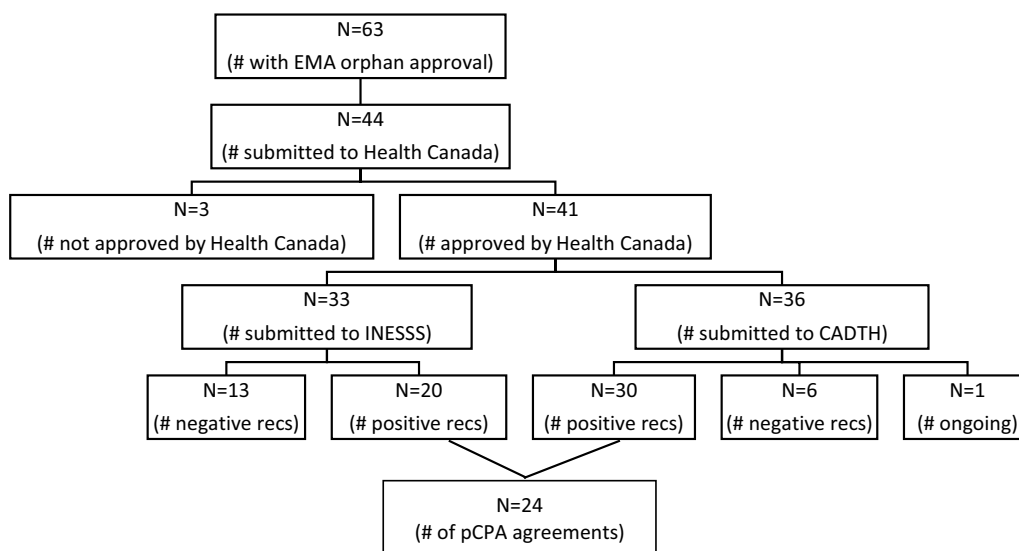 N=63
(# with EMA orphan approval)
N=44
(# submitted to Health Canada)
N=3
(# not approved by Health Canada)
N=41
(# approved by Health Canada)
N=33
(# submitted to INESSS)
N=36
(# submitted to CADTH)
N=13
(# negative recs)
N=20
(# positive recs)
N=30
(# positive recs)
N=6
(# negative recs)
N=1
(# ongoing)
N=24
(# of pCPA agreements)